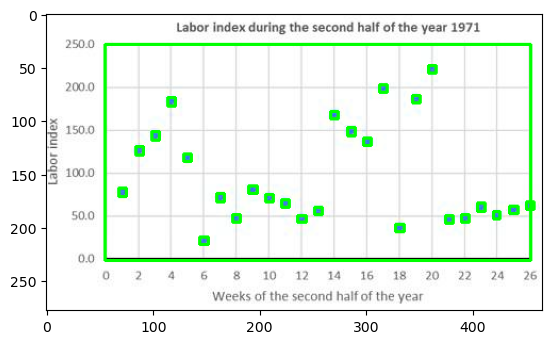 Labor index during the second half of the year 1971
0
50
100
150
200
250
250.0
200.0
150.0
100.0
50.0
0.0
Labor index
0 2 4 6 8 10 12 14 16 18 20 22 24 26
Weeks of the second half of the year
0 100 200 300 400